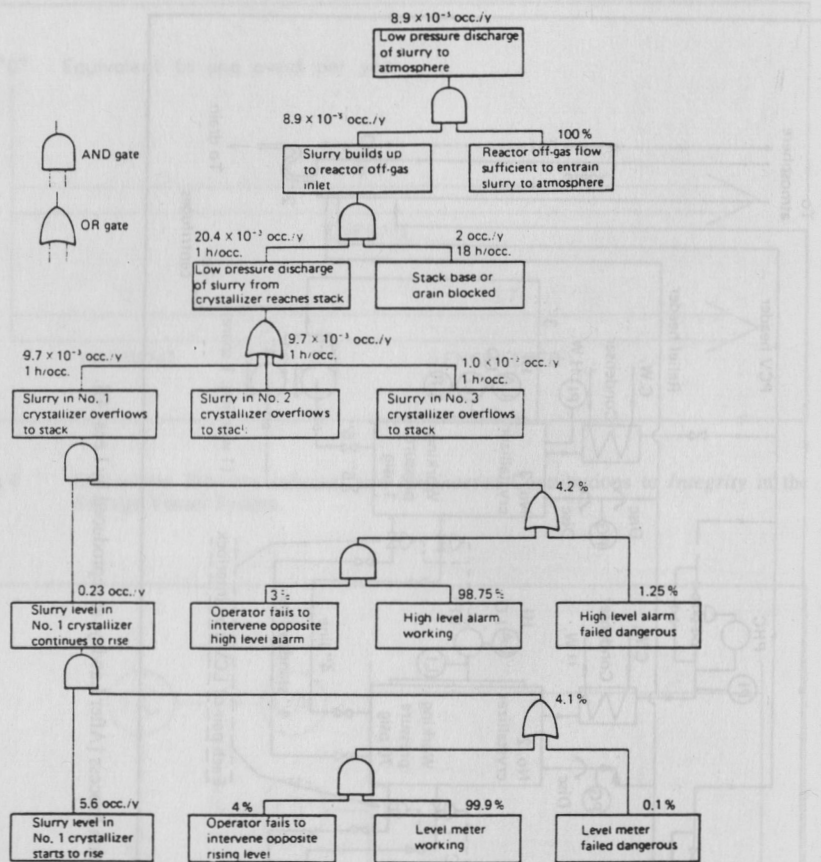 8.9 × 10⁻⁵ occ./y
Low pressure discharge
of slurry to
atmosphere
8.9 × 10⁻⁵ occ./y
100%
AND gate
Slurry builds up
to reactor off-gas
inlet
Reactor off-gas flow
sufficient to entrain
slurry to atmosphere
OR gate
20.4 × 10⁻³ occ./y
1 h/occ.
2 occ./y
18 h/occ.
Low pressure discharge
of slurry from
crystallizer reaches stack
Stack base or
drain blocked
9.7 × 10⁻³ occ./y
1 h/occ.
9.7 × 10⁻³ occ./y
1 h/occ.
1.0 × 10⁻³ occ./y
1 h/occ.
Slurry in No. 1
crystallizer overflows
to stack
Slurry in No. 2
crystallizer overflows
to stack
Slurry in No. 3
crystallizer overflows
to stack
4.2%
0.23 occ./y
3%
98.75%
1.25%
Slurry level in
No. 1 crystallizer
continues to rise
Operator fails to
intervene opposite
high level alarm
High level alarm
working
High level alarm
failed dangerous
4.1%
5.6 occ./y
4%
99.9%
0.1%
Slurry level in
No. 1 crystallizer
starts to rise
Operator fails to
intervene opposite
rising level
Level meter
working
Level meter
failed dangerous